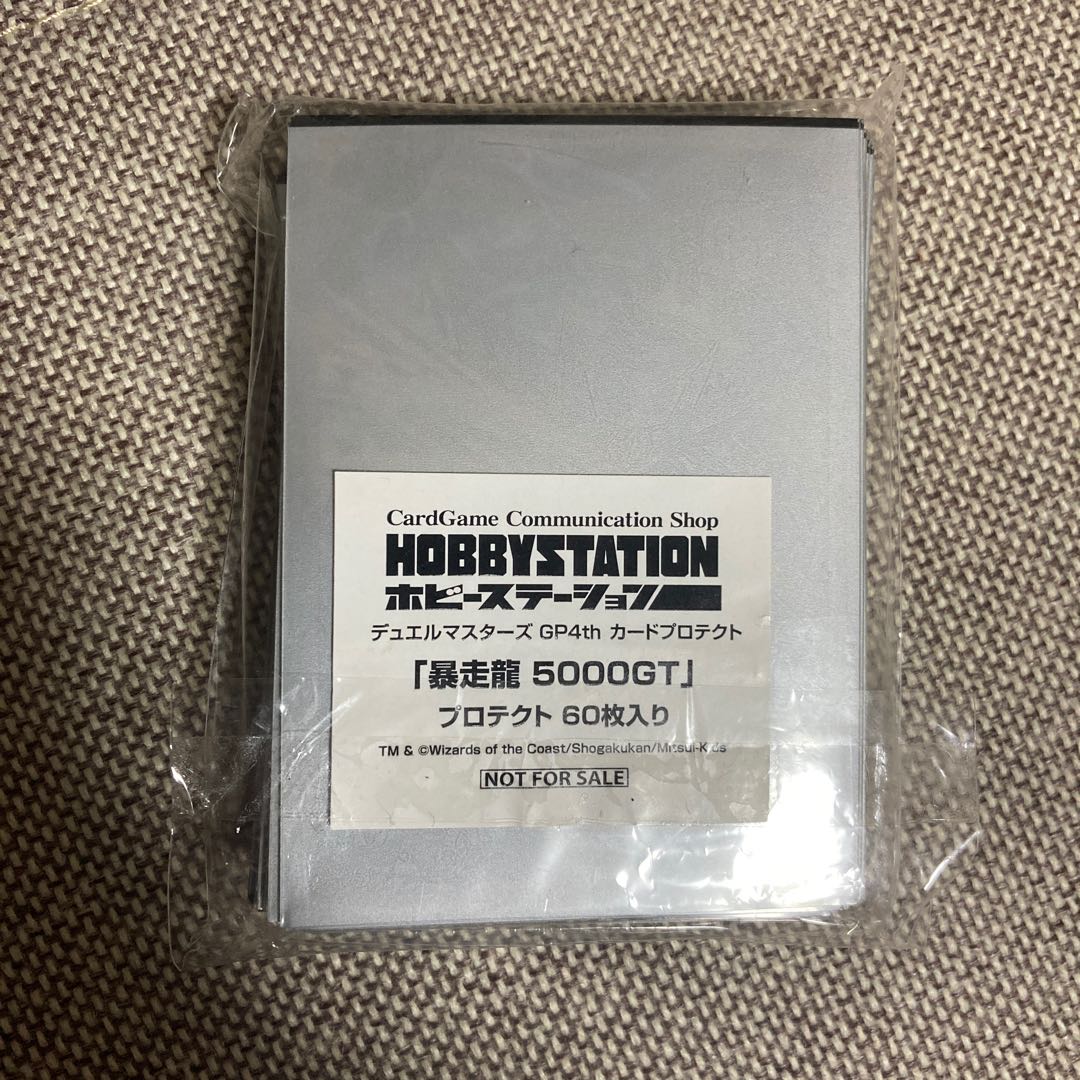 CardGame Communication Shop
HOBBYSTATION
ホビーステーション
デュエルマスターズ GP4th カードプロテクト
「暴走龍 5000GT」
プロテクト 60枚入り
TM & ©Wizards of the Coast/Shogakukan/Mitsui-Kids
NOT FOR SALE